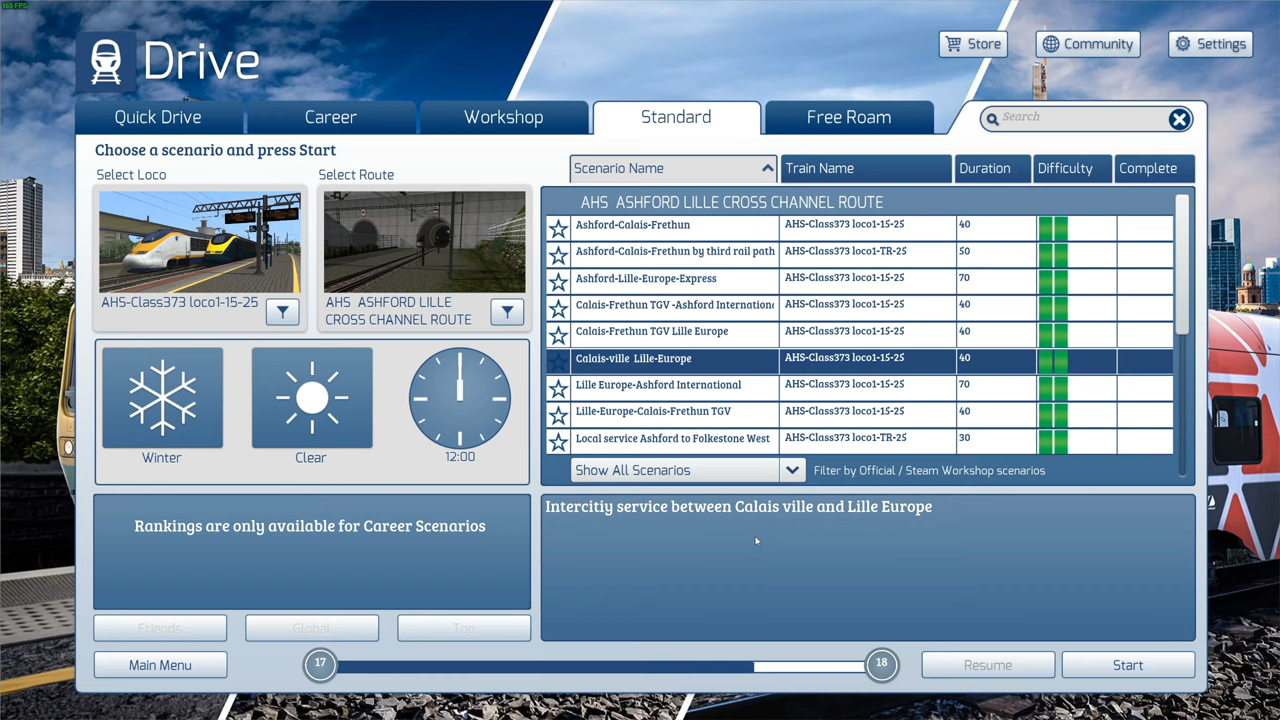 160 FPS
Drive
Store
Community
Settings
Quick Drive
Career
Workshop
Standard
Free Roam
Search
Choose a scenario and press Start
Select Loco
Select Route
AHS-Class373 loco1-15-25
AHS ASHFORD LILLE
CROSS CHANNEL ROUTE
Winter
Clear
12:00
Scenario Name Train Name Duration Difficulty Complete
AHS ASHFORD LILLE CROSS CHANNEL ROUTE
Ashford-Calais-Frethun AHS-Class373 loco1-15-25 40
Ashford-Calais-Frethun by third rail path AHS-Class373 loco1-TR-25 50
Ashford-Lille-Europe-Express AHS-Class373 loco1-15-25 70
Calais-Frethun TGV -Ashford Internation AHS-Class373 loco1-15-25 40
Calais-Frethun TGV Lille Europe AHS-Class373 loco1-15-25 40
Calais-ville Lille-Europe AHS-Class373 loco1-15-25 40
Lille Europe-Ashford International AHS-Class373 loco1-15-25 70
Lille-Europe-Calais-Frethun TGV AHS-Class373 loco1-15-25 40
Local service Ashford to Folkestone West AHS-Class373 loco1-TR-25 30
Show All Scenarios
Filter by Official / Steam Workshop scenarios
Rankings are only available for Career Scenarios
Intercitiy service between Calais ville and Lille Europe
Friends
Global
Top
Main Menu
17
18
Resume
Start